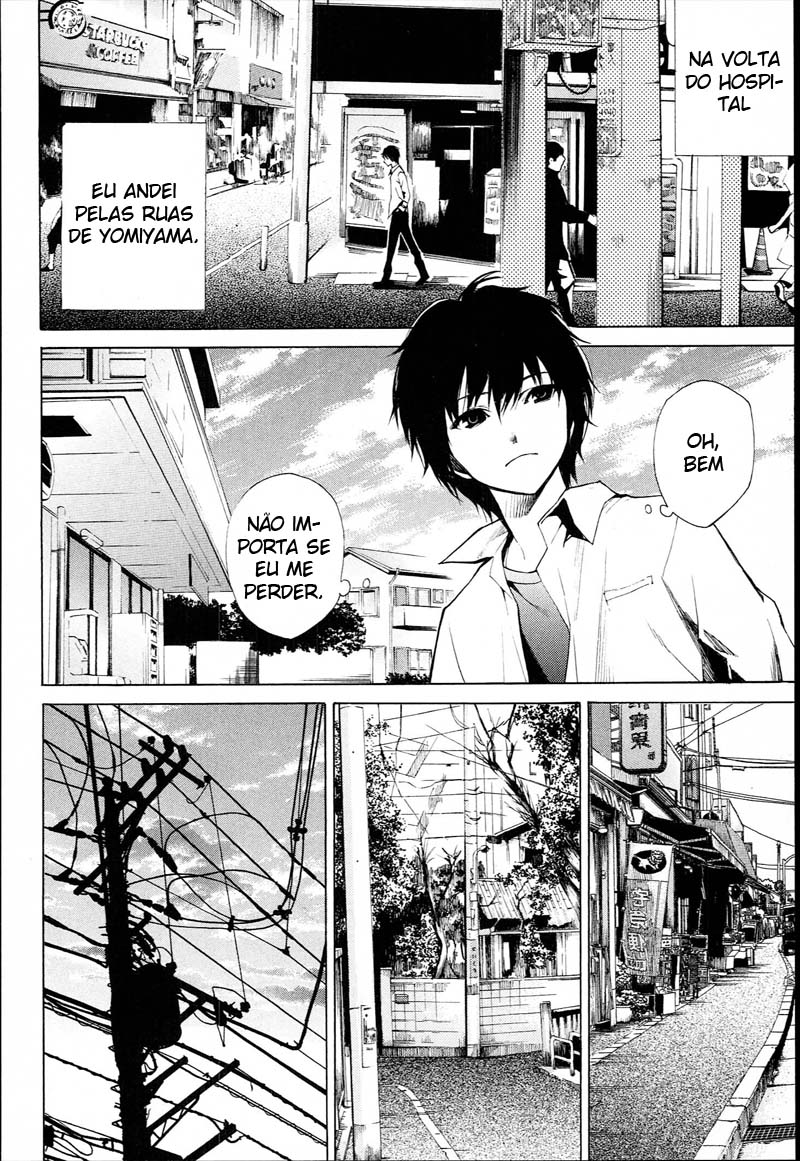 NA VOLTA
DO HOSPI-
TAL
STARBUCKS
COFFEE
EU ANDEI
PELAS RUAS
DE YOMIYAMA.
OH,
BEM
NÃO IM-
PORTA SE
EU ME
PERDER.